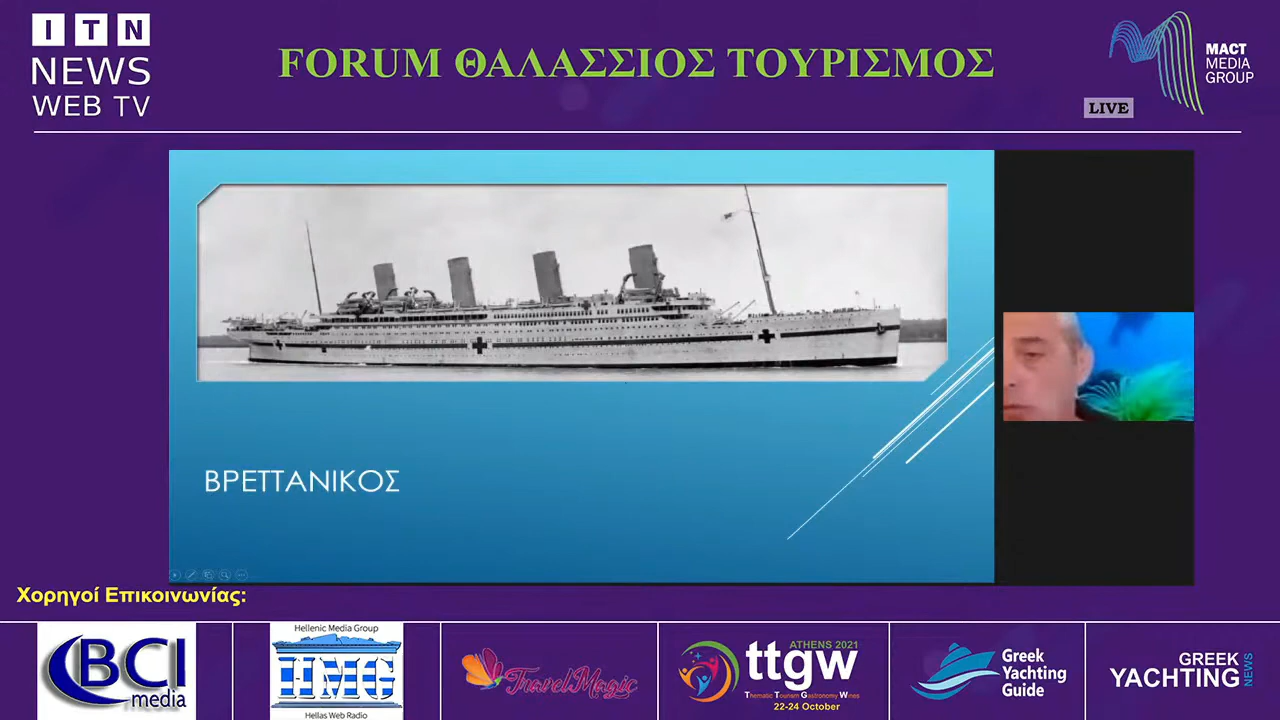 ITN
NEWS
WEB TV
FORUM ΘΑΛΑΣΣΙΟΣ ΤΟΥΡΙΣΜΟΣ
MACT
MEDIA
GROUP
LIVE
ΒΡΕΤΤΑΝΙΚΟΣ
Χορηγοί Επικοινωνίας:
BCI
media
Hellenic Media Group
HMG
Hellas Web Radio
TravelMagic
ATHENS 2021
ttgw
Thematic Tourism Gastronomy Wines
22-24 October
Greek
Yachting
Guide
GREEK
YACHTING
NEWS